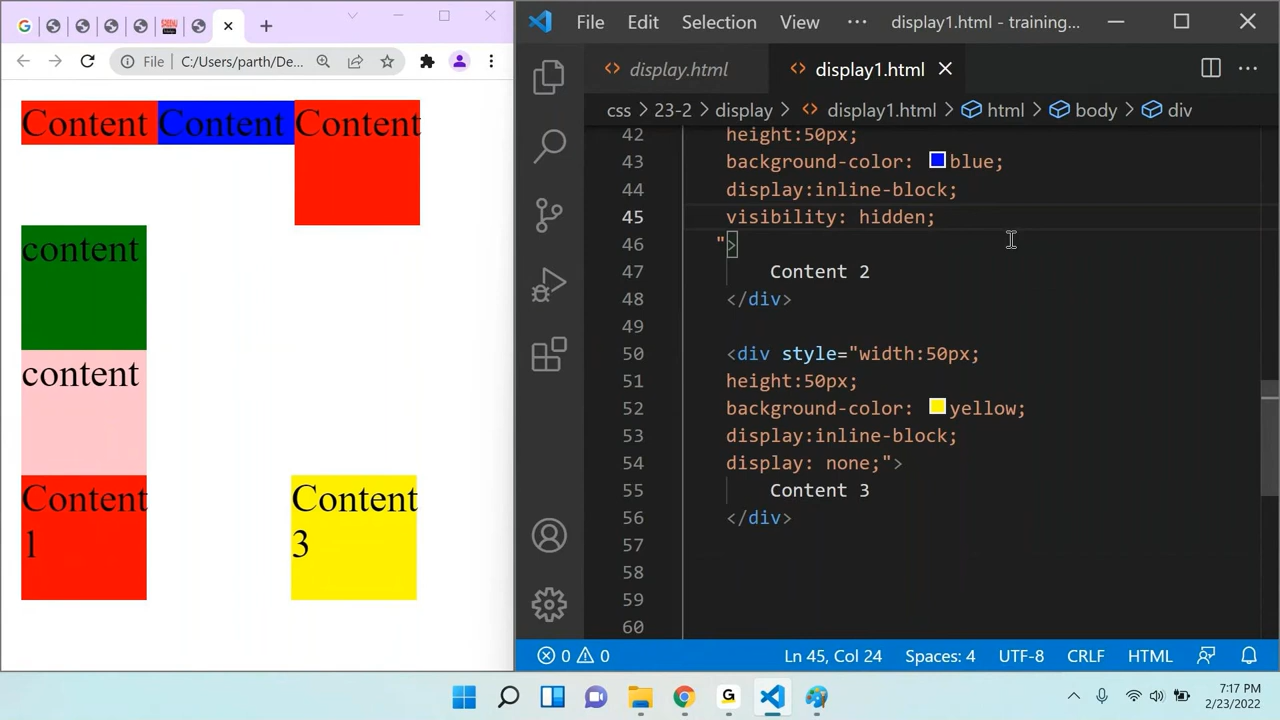 File C:/Users/parth/De...
Content Content Content
content
content
Content
1
Content
3
File Edit Selection View ··· display1.html - training...
display.html display1.html
css > 23-2 > display > display1.html > html > body > div
42 height:50px;
43 background-color: blue;
44 display:inline-block;
45 visibility: hidden;
46 ">
47 Content 2
48 </div>
49
50 <div style="width:50px;
51 height:50px;
52 background-color: yellow;
53 display:inline-block;
54 display: none;">
55 Content 3
56 </div>
57
58
59
60
0 0 Ln 45, Col 24 Spaces: 4 UTF-8 CRLF HTML
7:17 PM
2/23/2022